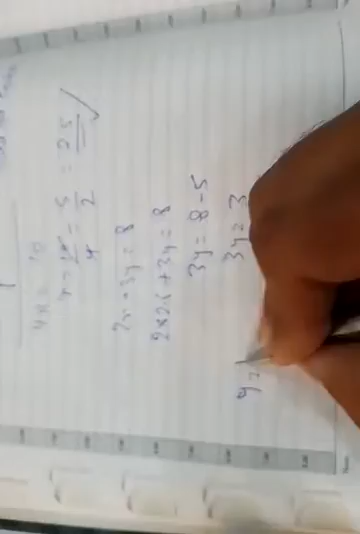 4x = 10
x = 10/4 = 5/2 = 2.5
2x + 3y = 8
2×2.5 + 3y = 8
3y = 8 - 5
3y = 3
y =